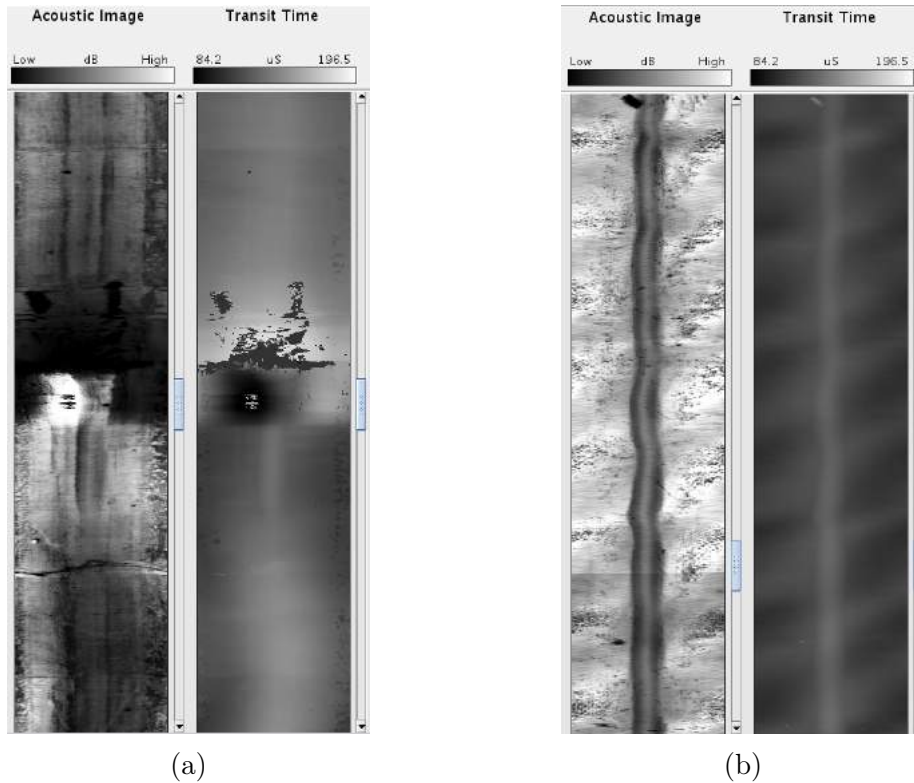 Acoustic Image Transit Time
Low dB High 84.2 uS 196.5
(a)
Acoustic Image Transit Time
Low dB High 84.2 uS 196.5
(b)